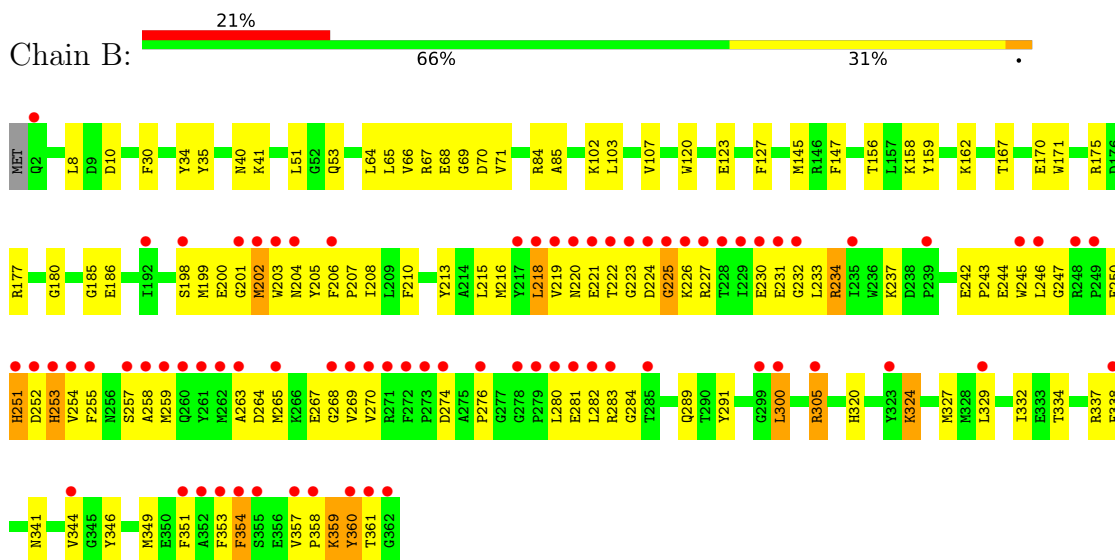 21%
Chain B:
66% 31% •
MET Q2 L8 D9 D10 F30 Y34 Y35 N40 K41 L51 G52 Q53 L64 L65 V66 R67 E68 G69 D70 V71 R84 A85 K102 L103 V107 W120 E123 F127 M145 R146 F147 T156 L157 K158 Y159 K162 T167 E170 W171 R175
R177 G180 G185 E186 I192 S198 M199 E200 G201 M202 W203 N204 Y205 F206 P207 I208 L209 F210 Y213 A214 L215 M216 Y217 L218 V219 N220 E221 T222 G223 D224 G225 K226 R227 T228 I229 E230 E231 G232 L233 R234 I235 W236 K237 D238 P239 E242 P243 E244 W245 L246 G247 R248 P249
H251 D252 H253 V254 F255 N256 S257 A258 M259 Q260 Y261 M262 A263 D264 M265 K266 E267 G268 V269 V270 R271 F272 P273 D274 A275 P276 G277 G278 P279 L280 E281 L282 R283 G284 T285 Q289 T290 Y291 G299 L300 R305 H320 Y323 K324 M327 M328 L329 I332 E333 T334 R337
N341 V344 G345 Y346 M349 E350 F351 A352 F353 F354 S355 E356 V357 P358 K359 Y360 T361 G362